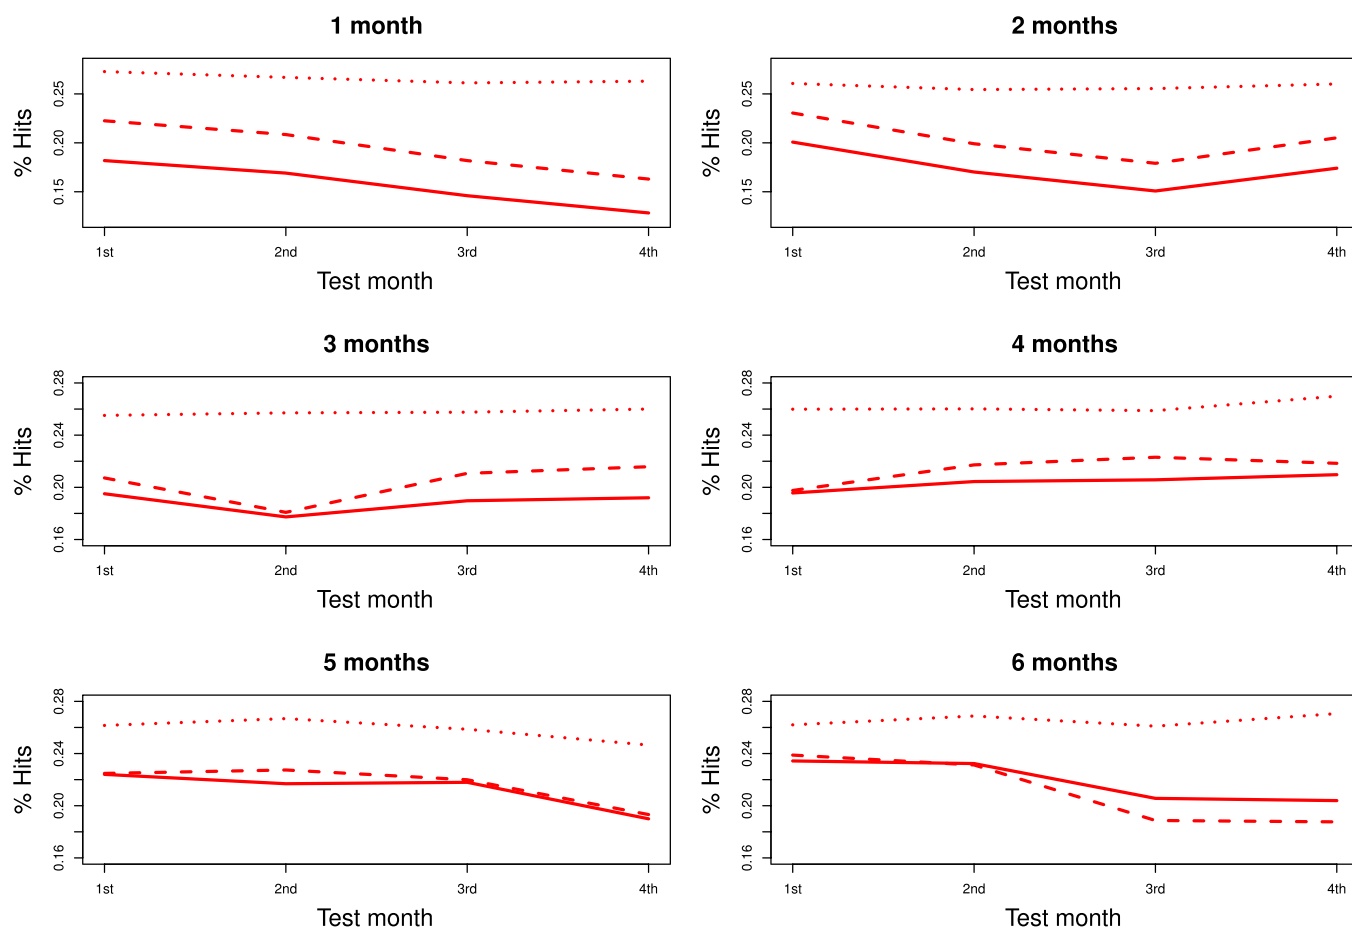 1 month
% Hits
0.25
0.20
0.15
1st 2nd 3rd 4th
Test month
2 months
% Hits
0.25
0.20
0.15
1st 2nd 3rd 4th
Test month
3 months
% Hits
0.28
0.24
0.20
0.16
1st 2nd 3rd 4th
Test month
4 months
% Hits
0.28
0.24
0.20
0.16
1st 2nd 3rd 4th
Test month
5 months
% Hits
0.28
0.24
0.20
0.16
1st 2nd 3rd 4th
Test month
6 months
% Hits
0.28
0.24
0.20
0.16
1st 2nd 3rd 4th
Test month